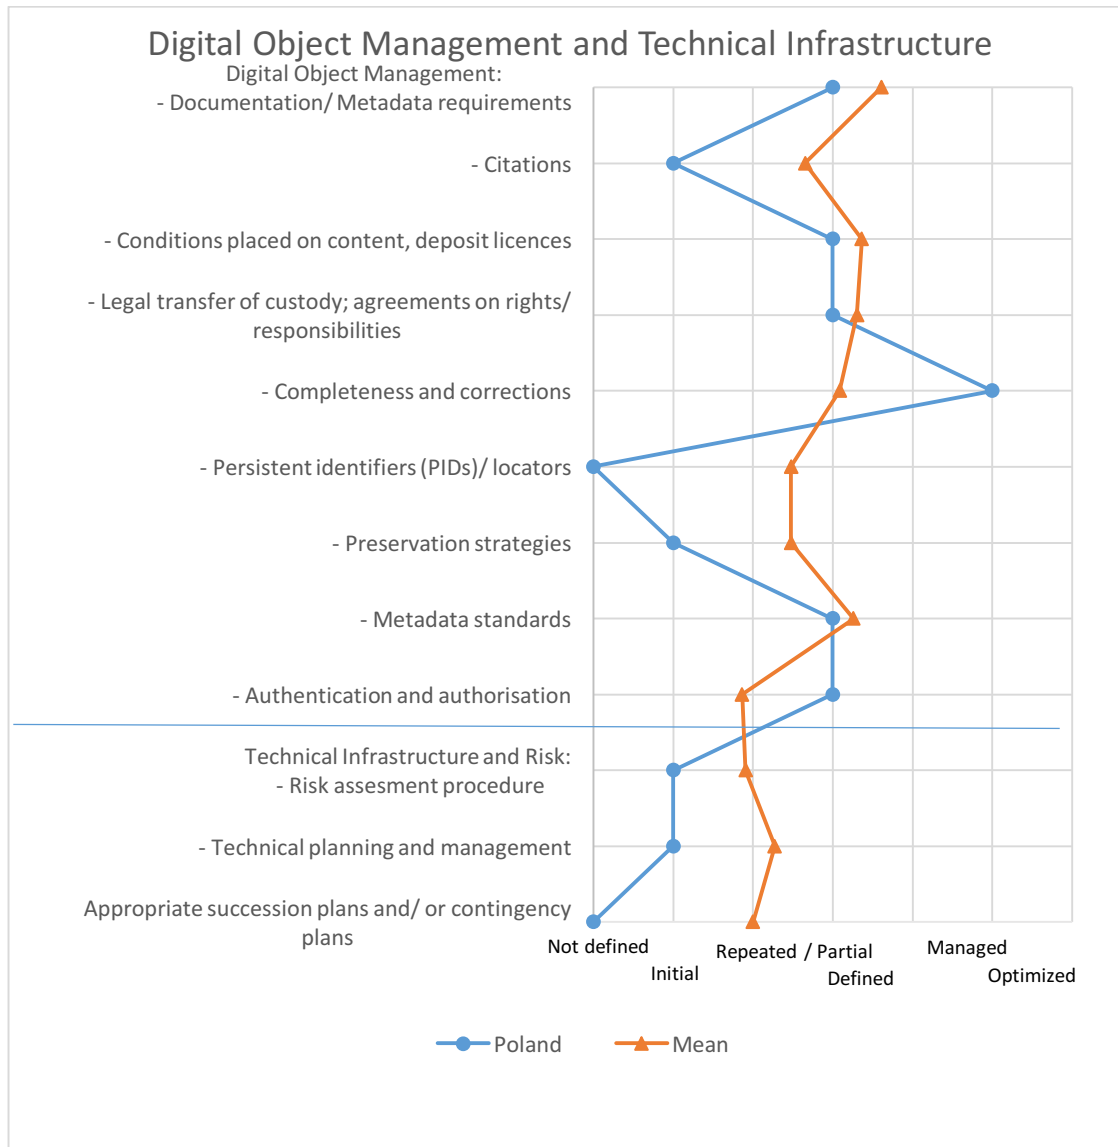 Digital Object Management and Technical Infrastructure
Digital Object Management:
- Documentation/ Metadata requirements
- Citations
- Conditions placed on content, deposit licences
- Legal transfer of custody; agreements on rights/
responsibilities
- Completeness and corrections
- Persistent identifiers (PIDs)/ locators
- Preservation strategies
- Metadata standards
- Authentication and authorisation
Technical Infrastructure and Risk:
- Risk assesment procedure
- Technical planning and management
Appropriate succession plans and/ or contingency
plans
Not defined
Initial
Repeated / Partial
Defined
Managed
Optimized
Poland
Mean